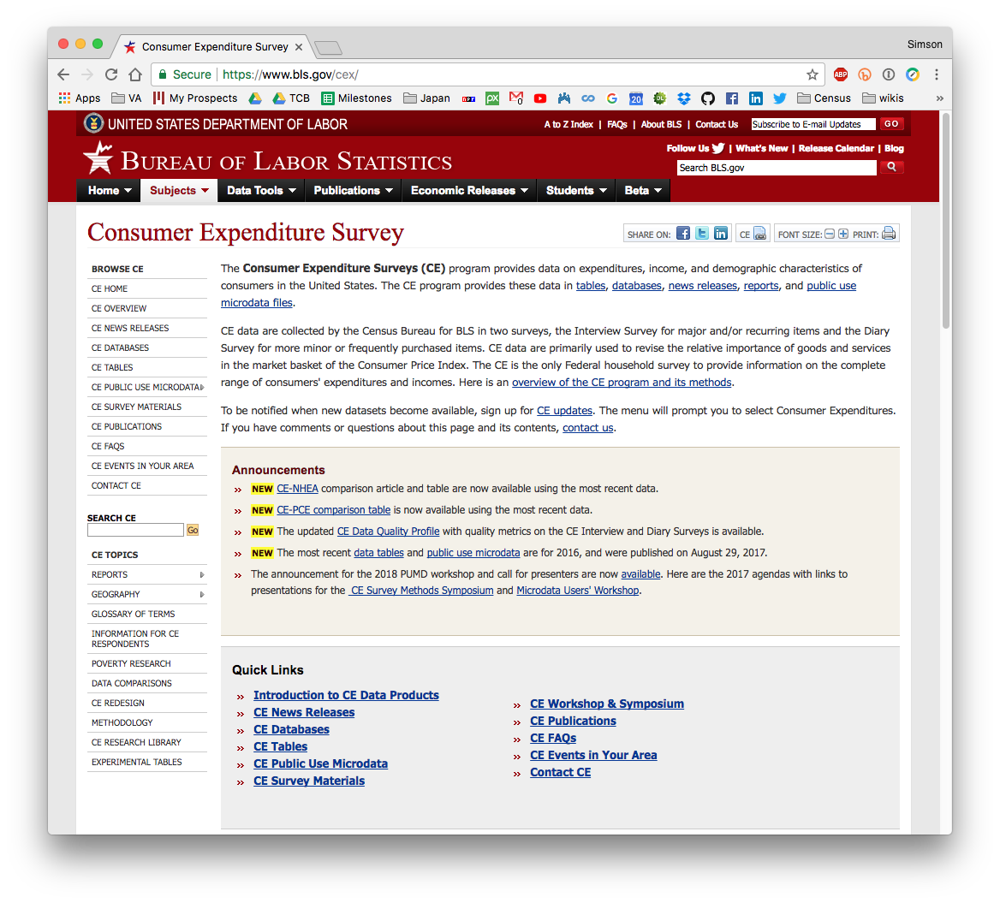 Consumer Expenditure Survey
Simson
Secure https://www.bls.gov/cex/
Apps VA My Prospects TCB Milestones Japan Census wikis »
UNITED STATES DEPARTMENT OF LABOR
A to Z Index | FAQs | About BLS | Contact Us Subscribe to E-mail Updates GO
BUREAU OF LABOR STATISTICS
Follow Us | What's New | Release Calendar | Blog
Search BLS.gov
Home Subjects Data Tools Publications Economic Releases Students Beta
Consumer Expenditure Survey
SHARE ON: CE FONT SIZE: PRINT:
BROWSE CE
CE HOME
CE OVERVIEW
CE NEWS RELEASES
CE DATABASES
CE TABLES
CE PUBLIC USE MICRODATA
CE SURVEY MATERIALS
CE PUBLICATIONS
CE FAQS
CE EVENTS IN YOUR AREA
CONTACT CE
SEARCH CE
Go
CE TOPICS
REPORTS
GEOGRAPHY
GLOSSARY OF TERMS
INFORMATION FOR CE
RESPONDENTS
POVERTY RESEARCH
DATA COMPARISONS
CE REDESIGN
METHODOLOGY
CE RESEARCH LIBRARY
EXPERIMENTAL TABLES
The Consumer Expenditure Surveys (CE) program provides data on expenditures, income, and demographic characteristics of
consumers in the United States. The CE program provides these data in tables, databases, news releases, reports, and public use
microdata files.
CE data are collected by the Census Bureau for BLS in two surveys, the Interview Survey for major and/or recurring items and the Diary
Survey for more minor or frequently purchased items. CE data are primarily used to revise the relative importance of goods and services
in the market basket of the Consumer Price Index. The CE is the only Federal household survey to provide information on the complete
range of consumers' expenditures and incomes. Here is an overview of the CE program and its methods.
To be notified when new datasets become available, sign up for CE updates. The menu will prompt you to select Consumer Expenditures.
If you have comments or questions about this page and its contents, contact us.
Announcements
» NEW CE-NHEA comparison article and table are now available using the most recent data.
» NEW CE-PCE comparison table is now available using the most recent data.
» NEW The updated CE Data Quality Profile with quality metrics on the CE Interview and Diary Surveys is available.
» NEW The most recent data tables and public use microdata are for 2016, and were published on August 29, 2017.
» The announcement for the 2018 PUMD workshop and call for presenters are now available. Here are the 2017 agendas with links to
presentations for the CE Survey Methods Symposium and Microdata Users' Workshop.
Quick Links
» Introduction to CE Data Products
» CE News Releases
» CE Databases
» CE Tables
» CE Public Use Microdata
» CE Survey Materials
» CE Workshop & Symposium
» CE Publications
» CE FAQs
» CE Events in Your Area
» Contact CE